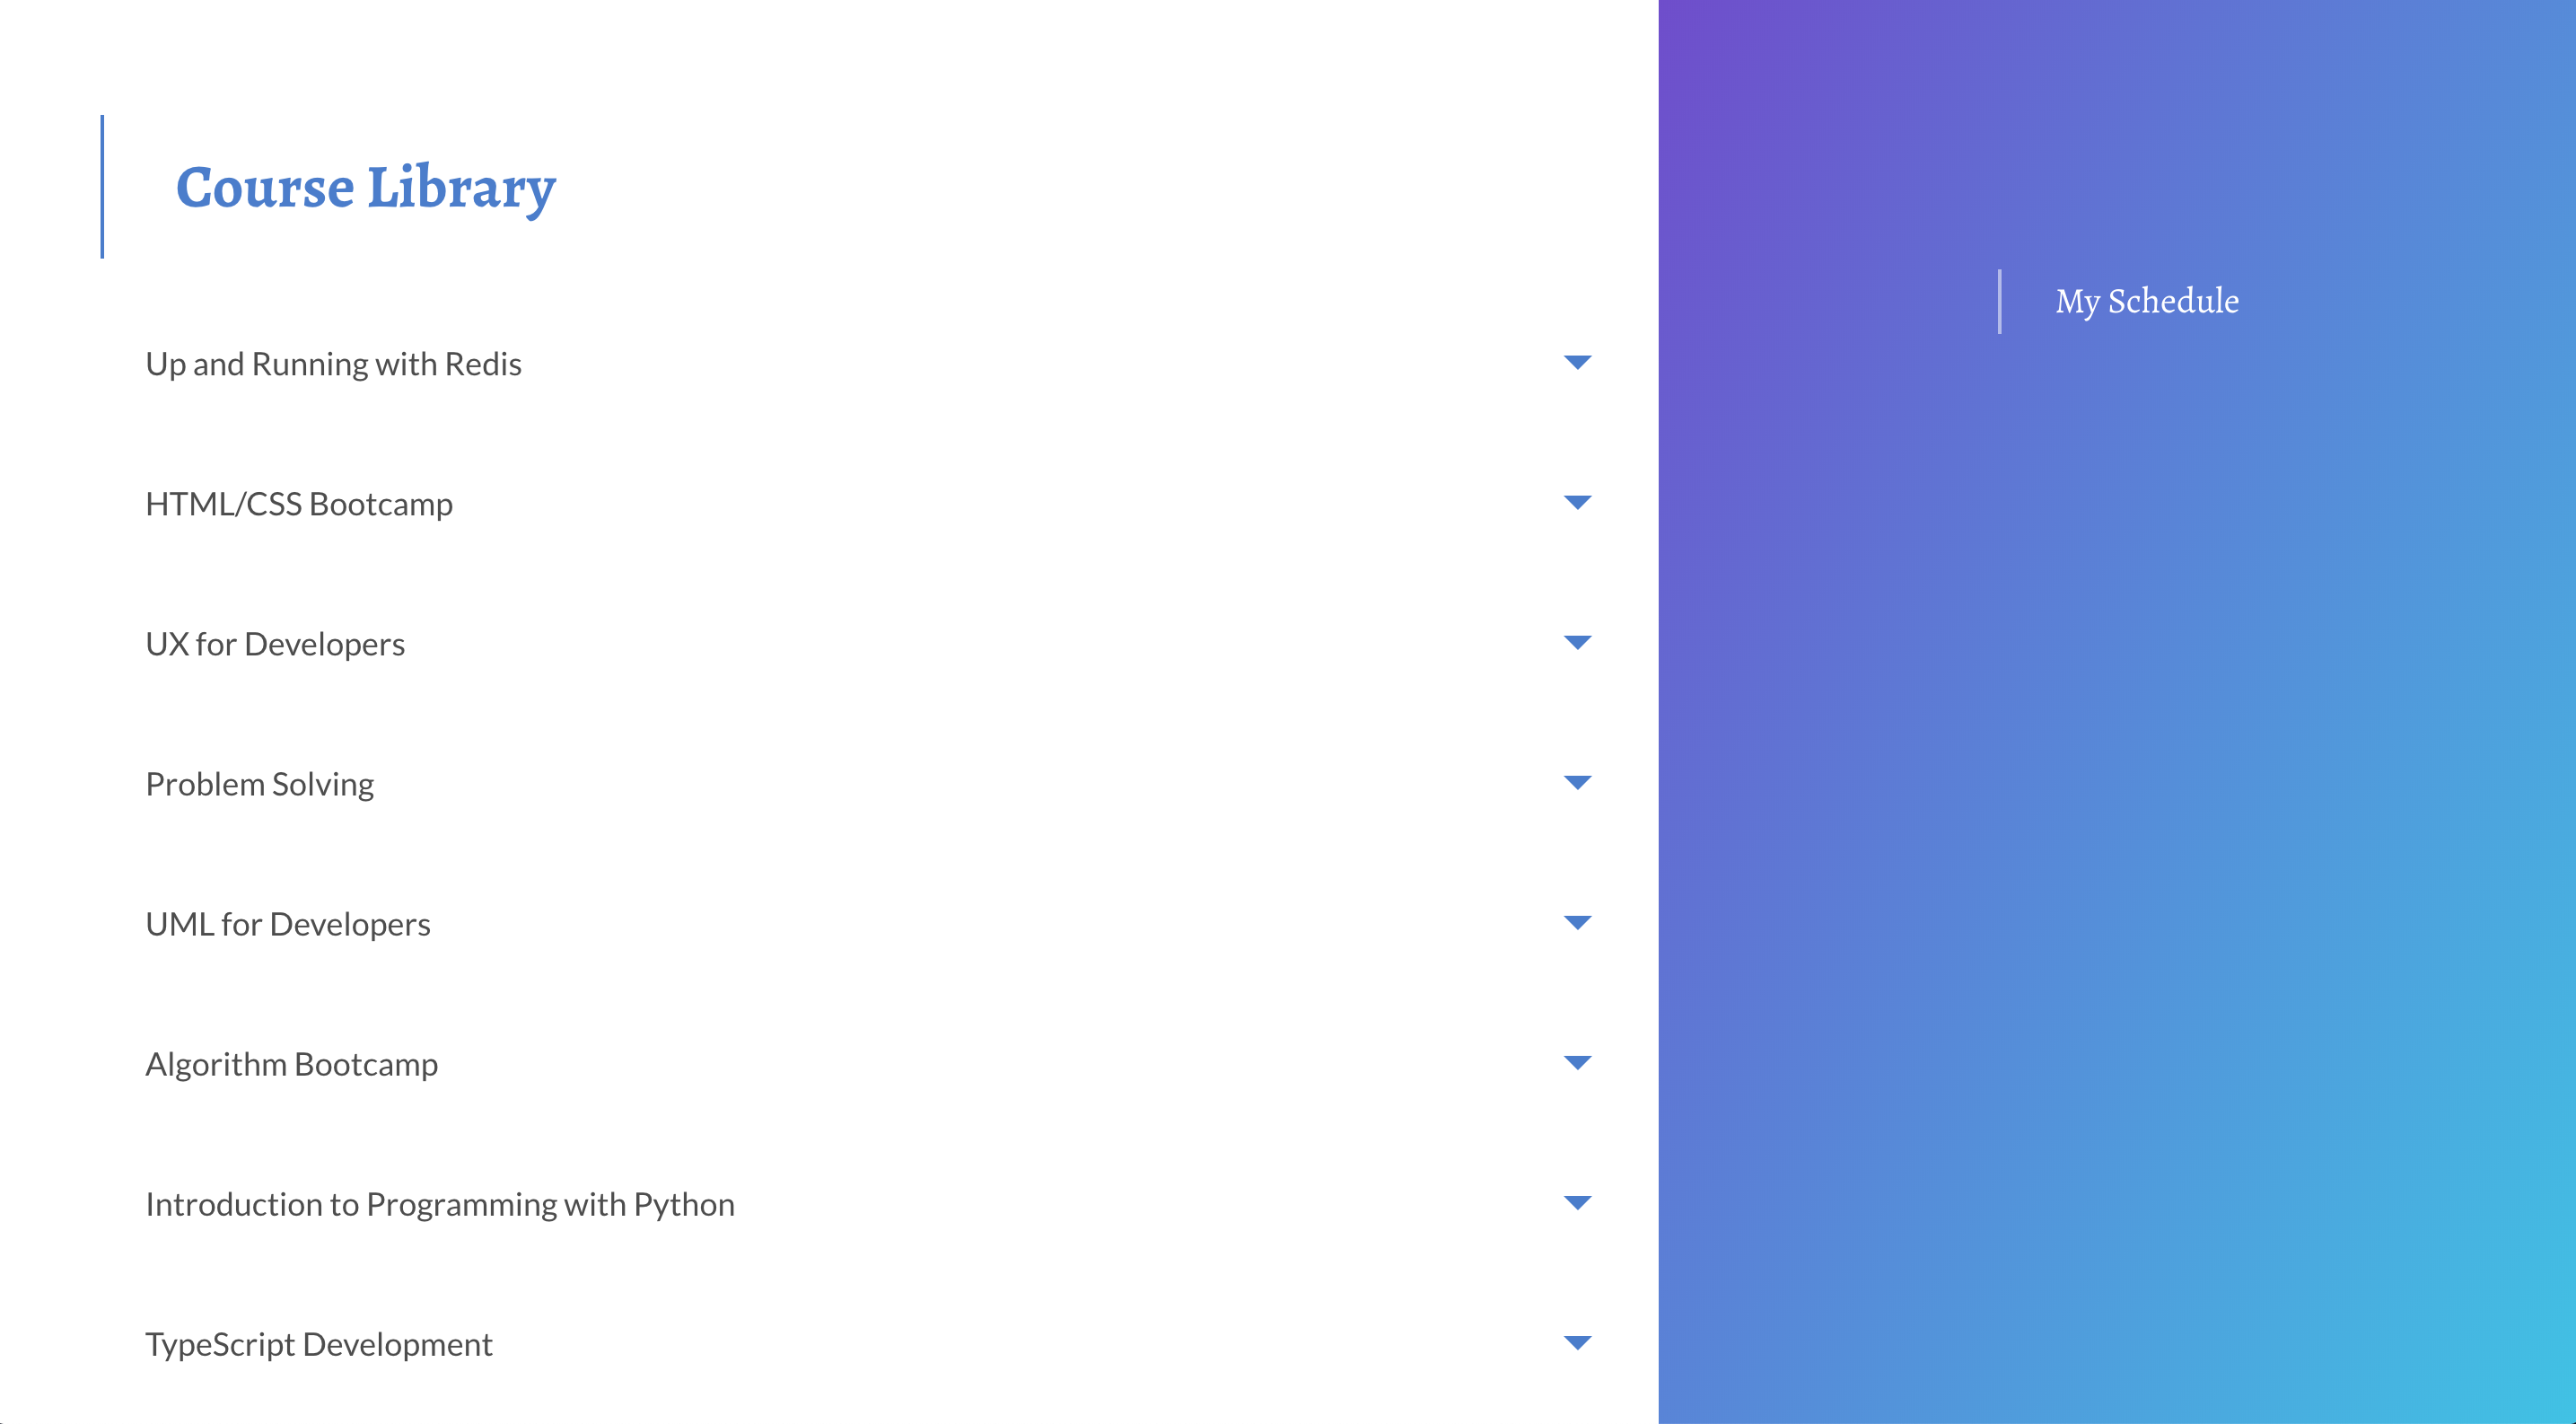 Course Library
Up and Running with Redis
HTML/CSS Bootcamp
UX for Developers
Problem Solving
UML for Developers
Algorithm Bootcamp
Introduction to Programming with Python
TypeScript Development
My Schedule